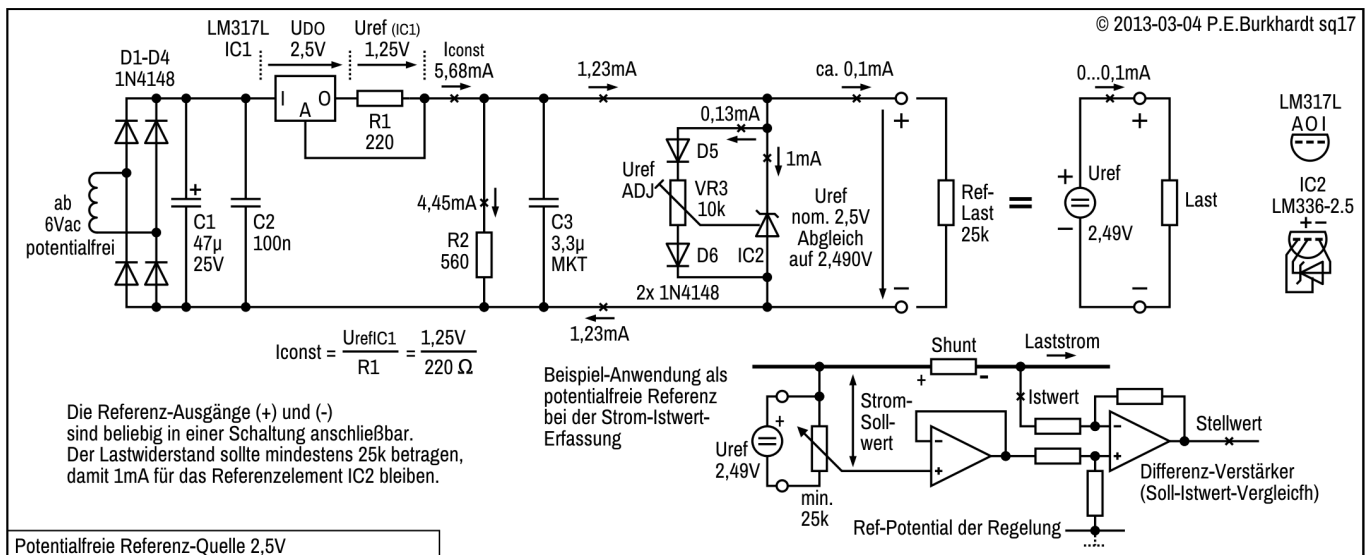 © 2013-03-04 P.E.Burkhardt sq17
LM317L
IC1
UDO
2,5V
Uref (IC1)
1,25V
Iconst
5,68mA
1,23mA
ca. 0,1mA
0...0,1mA
D1-D4
1N4148
I
O
A
R1
220
+
ab
6Vac
potentialfrei
+
C1
47µ
25V
C2
100n
4,45mA
R2
560
C3
3,3µ
MKT
0,13mA
D5
1mA
Uref
ADJ
VR3
10k
D6
IC2
2x 1N4148
Uref
nom. 2,5V
Abgleich
auf 2,490V
+
−
Ref-
Last
25k
=
+
+
Uref
−
2,49V
−
Last
LM317L
A O I
IC2
LM336-2.5
+ −
1,23mA
Iconst = UrefIC1 / R1 = 1,25V / 220 Ω
Die Referenz-Ausgänge (+) und (-)
sind beliebig in einer Schaltung anschließbar.
Der Lastwiderstand sollte mindestens 25k betragen,
damit 1mA für das Referenzelement IC2 bleiben.
Beispiel-Anwendung als
potentialfreie Referenz
bei der Strom-Istwert-
Erfassung
Shunt
+
-
Laststrom
Istwert
Strom-
Soll-
wert
+
Uref
2,49V
min.
25k
−
+
−
+
Stellwert
Differenz-Verstärker
(Soll-Istwert-Vergleicfh)
Ref-Potential der Regelung
Potentialfreie Referenz-Quelle 2,5V